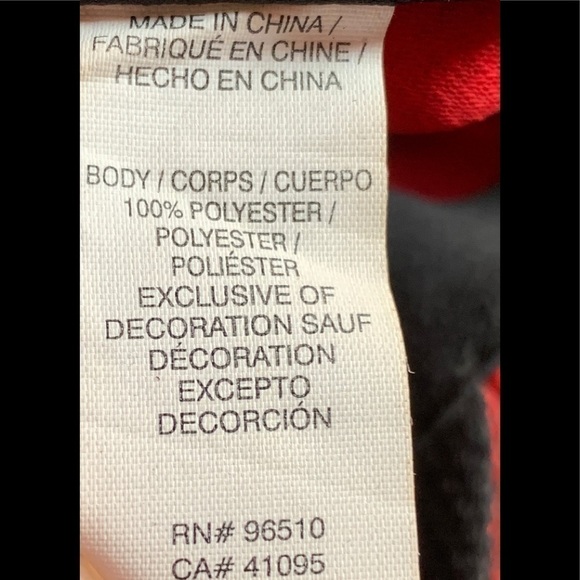 MADE IN CHINA /
FABRIQUÉ EN CHINE /
HECHO EN CHINA
BODY / CORPS / CUERPO
100% POLYESTER /
POLYESTER /
POLIÉSTER
EXCLUSIVE OF
DECORATION SAUF
DÉCORATION
EXCEPTO
DECORCIÓN
RN# 96510
CA# 41095